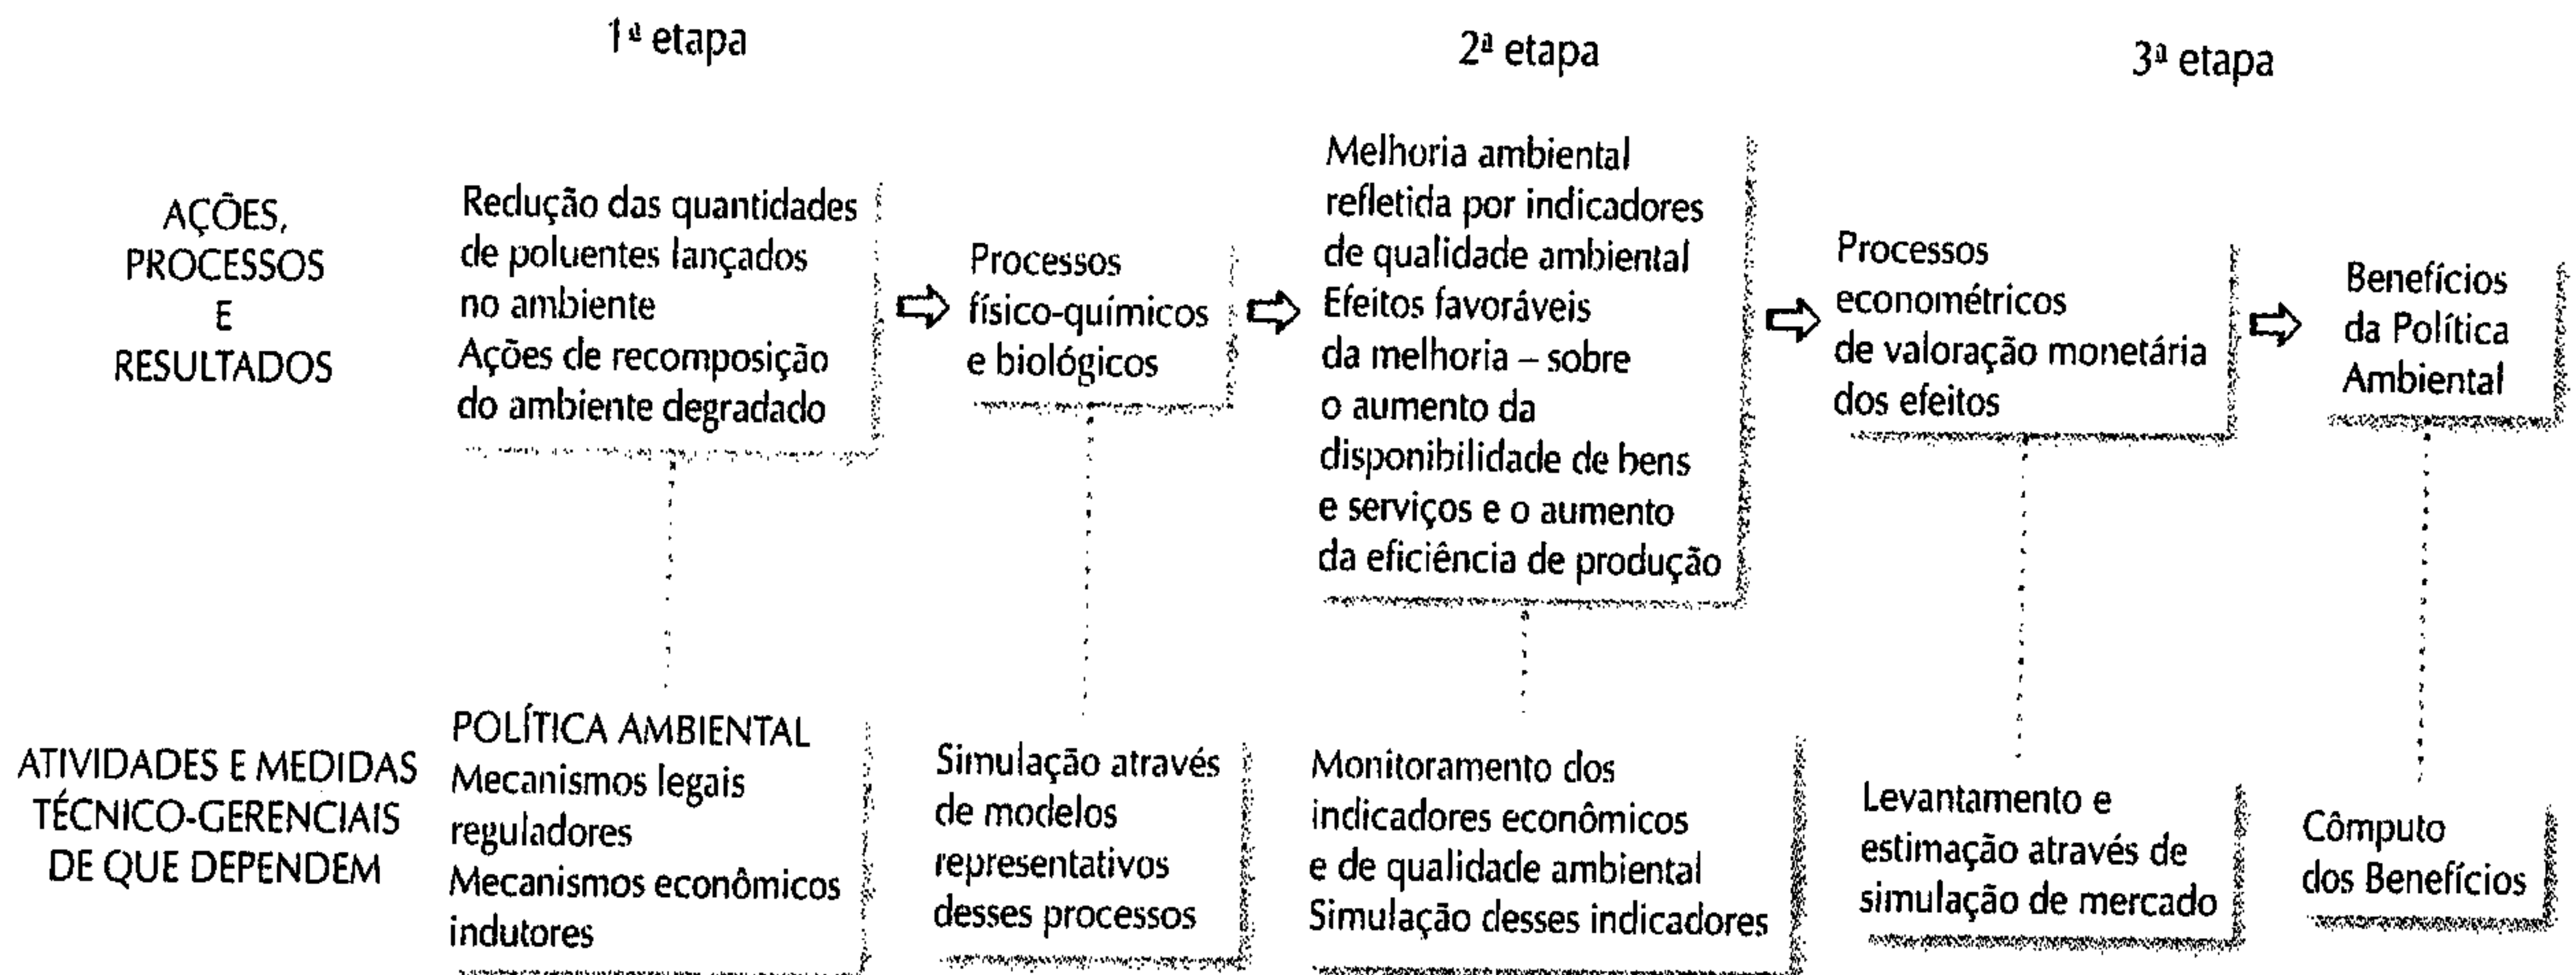 1ª etapa
2ª etapa
3ª etapa
AÇÕES,
PROCESSOS
E
RESULTADOS
Redução das quantidades
de poluentes lançados
no ambiente
Ações de recomposição
do ambiente degradado
Processos
físico-químicos
e biológicos
Melhoria ambiental
refletida por indicadores
de qualidade ambiental
Efeitos favoráveis
da melhoria – sobre
o aumento da
disponibilidade de bens
e serviços e o aumento
da eficiência de produção
Processos
econométricos
de valoração monetária
dos efeitos
Benefícios
da Política
Ambiental
ATIVIDADES E MEDIDAS
TÉCNICO-GERENCIAIS
DE QUE DEPENDEM
POLÍTICA AMBIENTAL
Mecanismos legais
reguladores
Mecanismos econômicos
indutores
Simulação através
de modelos
representativos
desses processos
Monitoramento dos
indicadores econômicos
e de qualidade ambiental
Simulação desses indicadores
Levantamento e
estimação através de
simulação de mercado
Cômputo
dos Benefícios